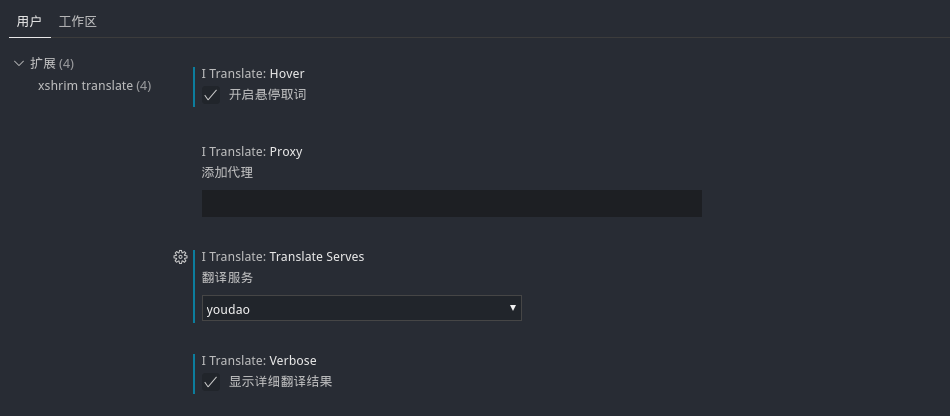 用户 工作区
扩展 (4)
xshrim translate (4)
I Translate: Hover
开启悬停取词
I Translate: Proxy
添加代理
I Translate: Translate Serves
翻译服务
youdao
I Translate: Verbose
显示详细翻译结果